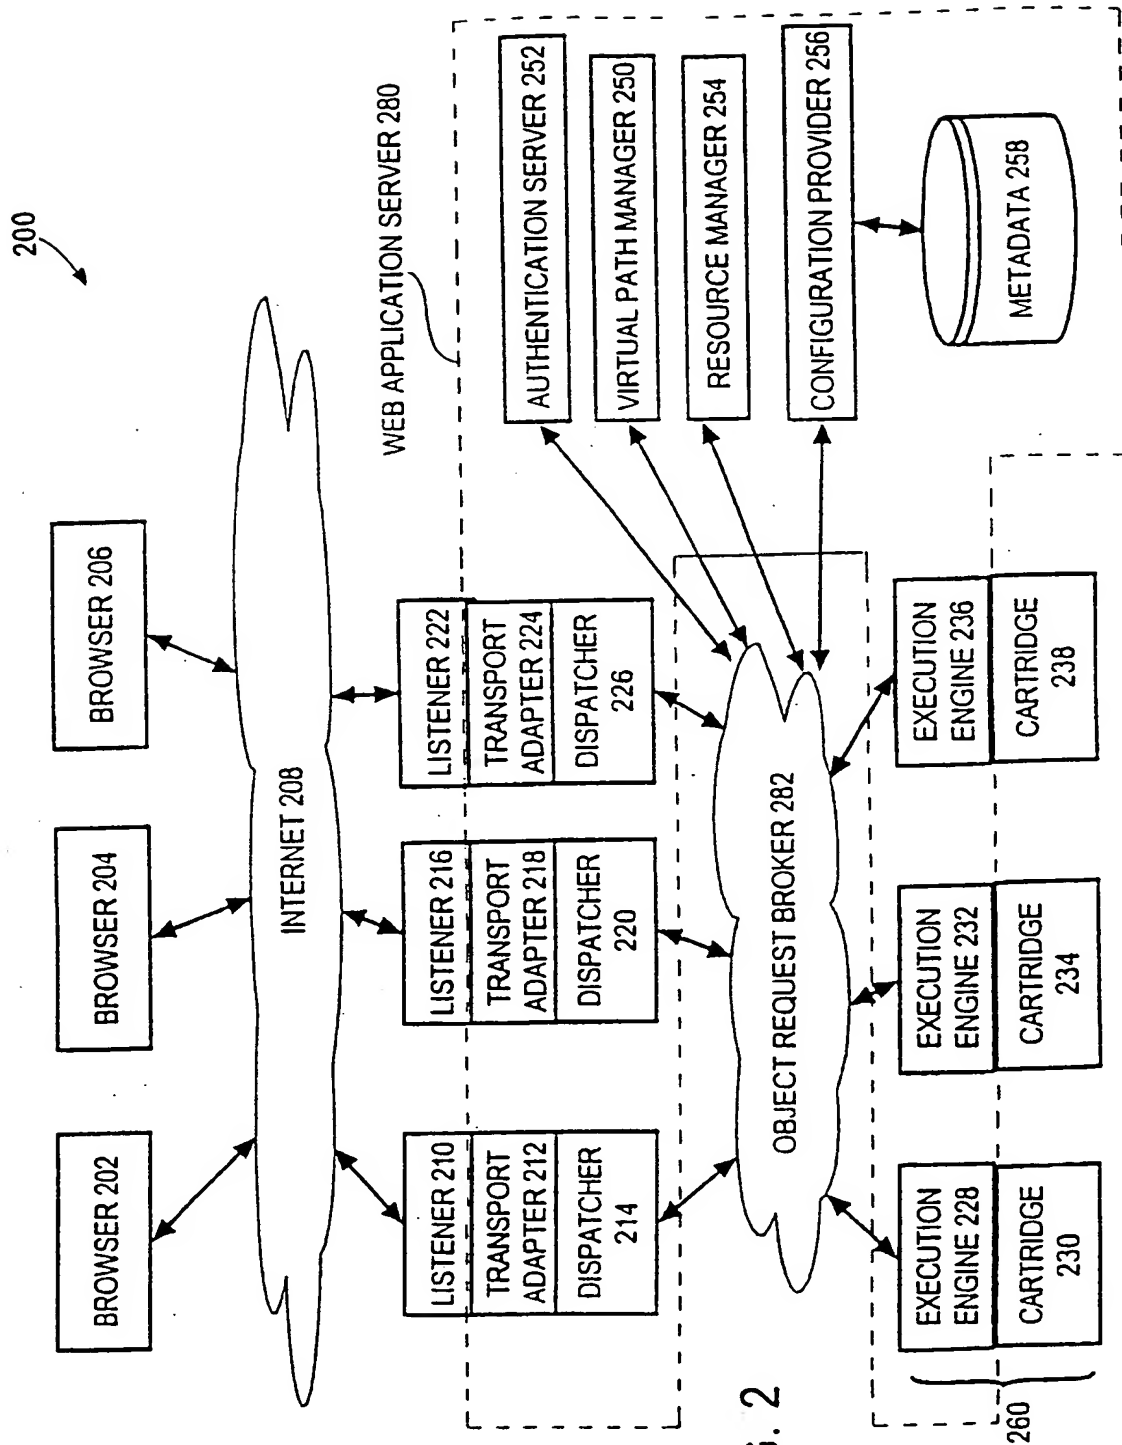 200
BROWSER 202
BROWSER 204
BROWSER 206
INTERNET 208
WEB APPLICATION SERVER 280
LISTENER 210
TRANSPORT
ADAPTER 212
DISPATCHER
214
LISTENER 216
TRANSPORT
ADAPTER 218
DISPATCHER
220
LISTENER 222
TRANSPORT
ADAPTER 224
DISPATCHER
226
AUTHENTICATION SERVER 252
VIRTUAL PATH MANAGER 250
RESOURCE MANAGER 254
CONFIGURATION PROVIDER 256
METADATA 258
OBJECT REQUEST BROKER 282
EXECUTION
ENGINE 228
CARTRIDGE
230
EXECUTION
ENGINE 232
CARTRIDGE
234
EXECUTION
ENGINE 236
CARTRIDGE
238
260
2